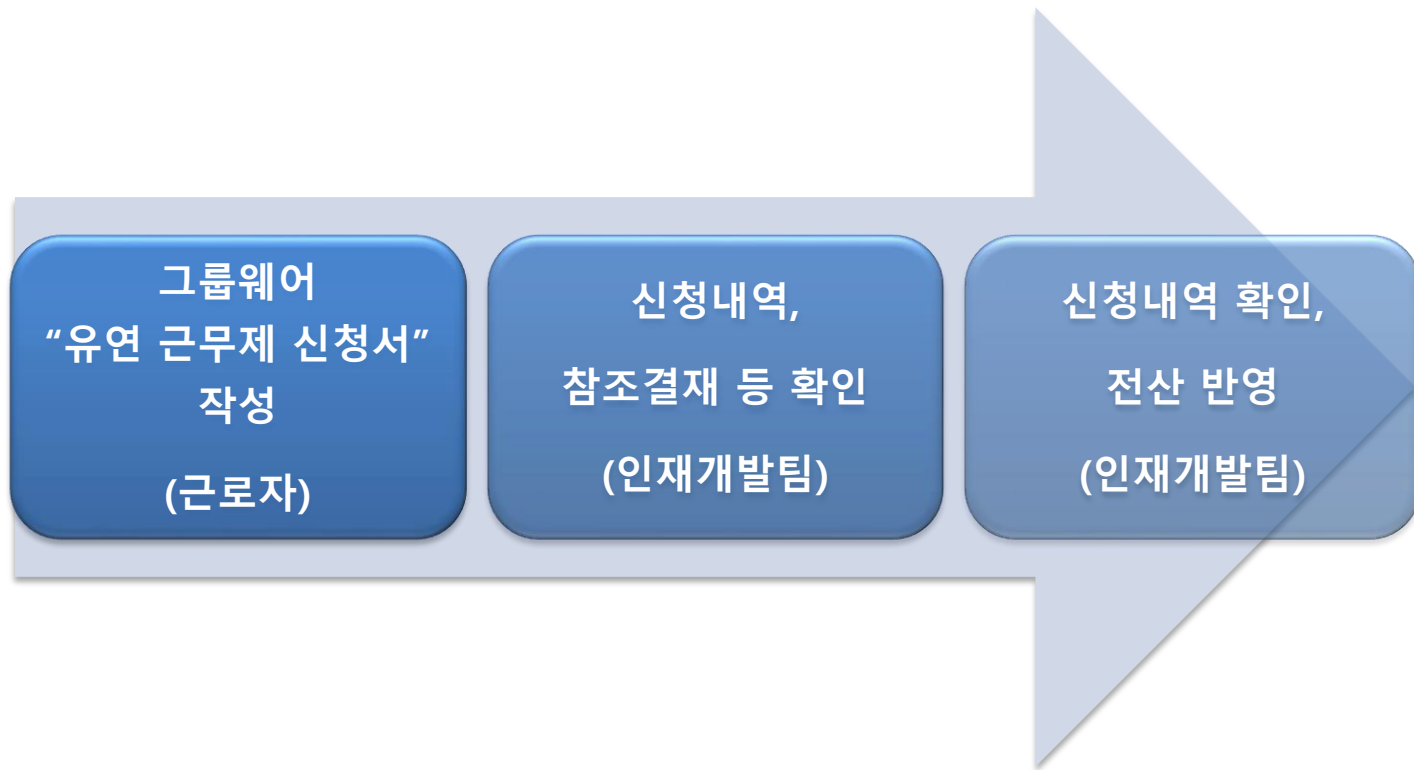 그룹웨어
“유연 근무제 신청서”
작성
(근로자)
신청내역,
참조결재 등 확인
(인재개발팀)
신청내역 확인,
전산 반영
(인재개발팀)